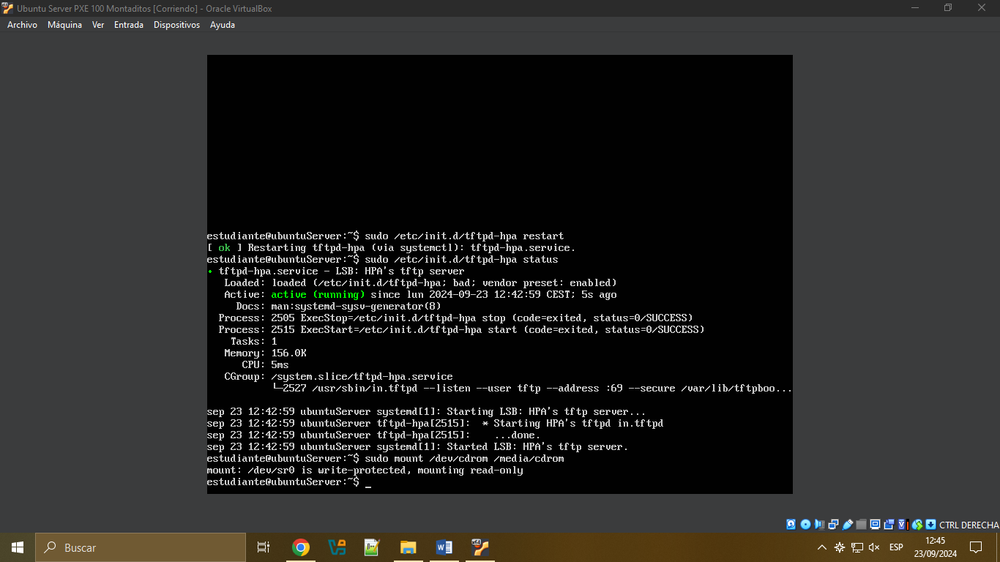 Ubuntu Server PXE 100 Montaditos [Corriendo] - Oracle VirtualBox
Archivo Máquina Ver Entrada Dispositivos Ayuda
estudiante@ubuntuServer:~$ sudo /etc/init.d/tftpd-hpa restart
[ ok ] Restarting tftpd-hpa (via systemctl): tftpd-hpa.service.
estudiante@ubuntuServer:~$ sudo /etc/init.d/tftpd-hpa status
• tftpd-hpa.service - LSB: HPA's tftp server
Loaded: loaded (/etc/init.d/tftpd-hpa; bad; vendor preset: enabled)
Active: active (running) since lun 2024-09-23 12:42:59 CEST; 5s ago
Docs: man:systemd-sysv-generator(8)
Process: 2505 ExecStop=/etc/init.d/tftpd-hpa stop (code=exited, status=0/SUCCESS)
Process: 2515 ExecStart=/etc/init.d/tftpd-hpa start (code=exited, status=0/SUCCESS)
Tasks: 1
Memory: 156.0K
CPU: 5ms
CGroup: /system.slice/tftpd-hpa.service
└─2527 /usr/sbin/in.tftpd --listen --user tftp --address :69 --secure /var/lib/tftpboo...
sep 23 12:42:59 ubuntuServer systemd[1]: Starting LSB: HPA's tftp server...
sep 23 12:42:59 ubuntuServer tftpd-hpa[2515]:  * Starting HPA's tftpd in.tftpd
sep 23 12:42:59 ubuntuServer tftpd-hpa[2515]:    ...done.
sep 23 12:42:59 ubuntuServer systemd[1]: Started LSB: HPA's tftp server.
estudiante@ubuntuServer:~$ sudo mount /dev/cdrom /media/cdrom
mount: /dev/sr0 is write-protected, mounting read-only
estudiante@ubuntuServer:~$ _
CTRL DERECHA
Buscar
ESP
12:45
23/09/2024